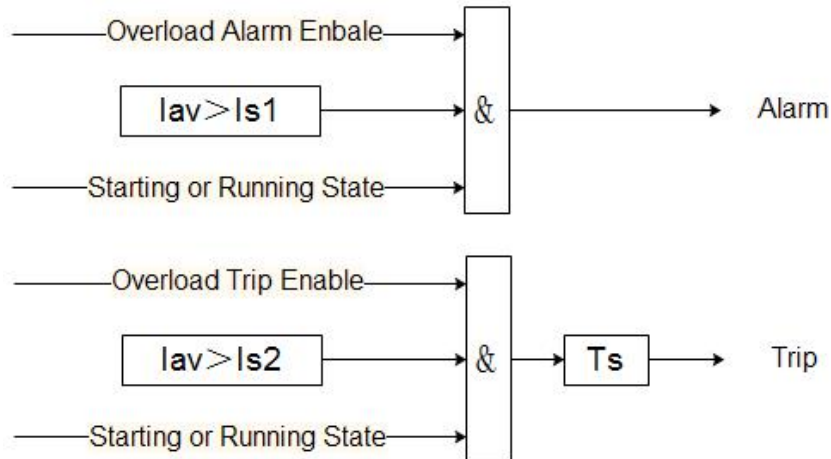 Overload Alarm Enbale
Iav>Is1
&
Alarm
Starting or Running State
Overload Trip Enable
Iav>Is2
&
Ts
Trip
Starting or Running State